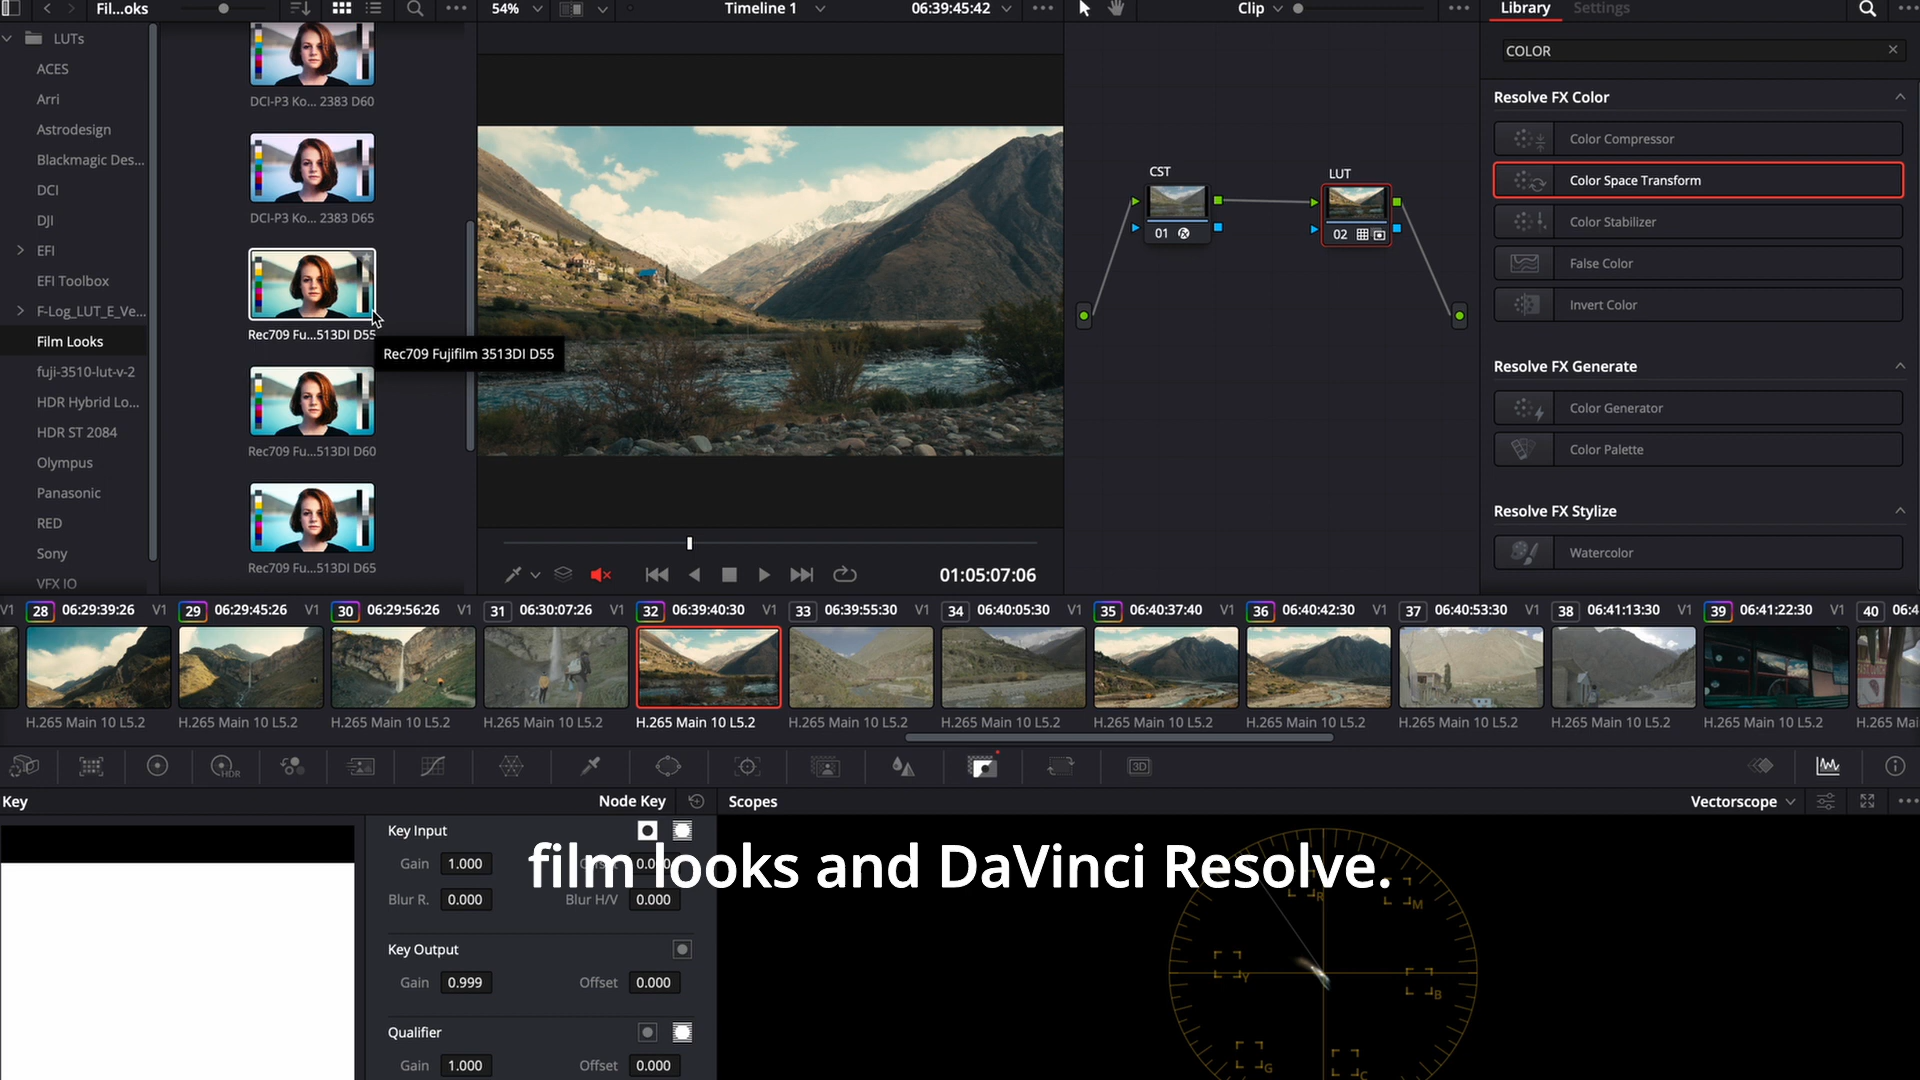 Fil...oks
54%
Timeline 1
06:39:45:42
Clip
Library
Settings
COLOR
LUTs
ACES
Arri
Astrodesign
Blackmagic Des...
DCI
DJI
EFI
EFI Toolbox
F-Log_LUT_E_Ve...
Film Looks
fuji-3510-lut-v-2
HDR Hybrid Lo...
HDR ST 2084
Olympus
Panasonic
RED
Sony
VFX IO
DCI-P3 Ko... 2383 D60
DCI-P3 Ko... 2383 D65
Rec709 Fu...513DI D55
Rec709 Fujifilm 3513DI D55
Rec709 Fu...513DI D60
Rec709 Fu...513DI D65
01:05:07:06
CST
01
LUT
02
Resolve FX Color
Color Compressor
Color Space Transform
Color Stabilizer
False Color
Invert Color
Resolve FX Generate
Color Generator
Color Palette
Resolve FX Stylize
Watercolor
V1 28 06:29:39:26 V1 29 06:29:45:26 V1 30 06:29:56:26 V1 31 06:30:07:26 V1 32 06:39:40:30 V1 33 06:39:55:30 V1 34 06:40:05:30 V1 35 06:40:37:40 V1 36 06:40:42:30 V1 37 06:40:53:30 V1 38 06:41:13:30 V1 39 06:41:22:30 V1 40 06:4
H.265 Main 10 L5.2 H.265 Main 10 L5.2 H.265 Main 10 L5.2 H.265 Main 10 L5.2 H.265 Main 10 L5.2 H.265 Main 10 L5.2 H.265 Main 10 L5.2 H.265 Main 10 L5.2 H.265 Main 10 L5.2 H.265 Main 10 L5.2 H.265 Main 10 L5.2 H.265 Main 10 L5.2 H.265 Mai
HDR
3D
Key
Node Key
Scopes
Vectorscope
Key Input
Gain 1.000 0.000
Blur R. 0.000 Blur H/V 0.000
Key Output
Gain 0.999 Offset 0.000
Qualifier
Gain 1.000 Offset 0.000
film looks and DaVinci Resolve.
R
M
Y
B
G
C